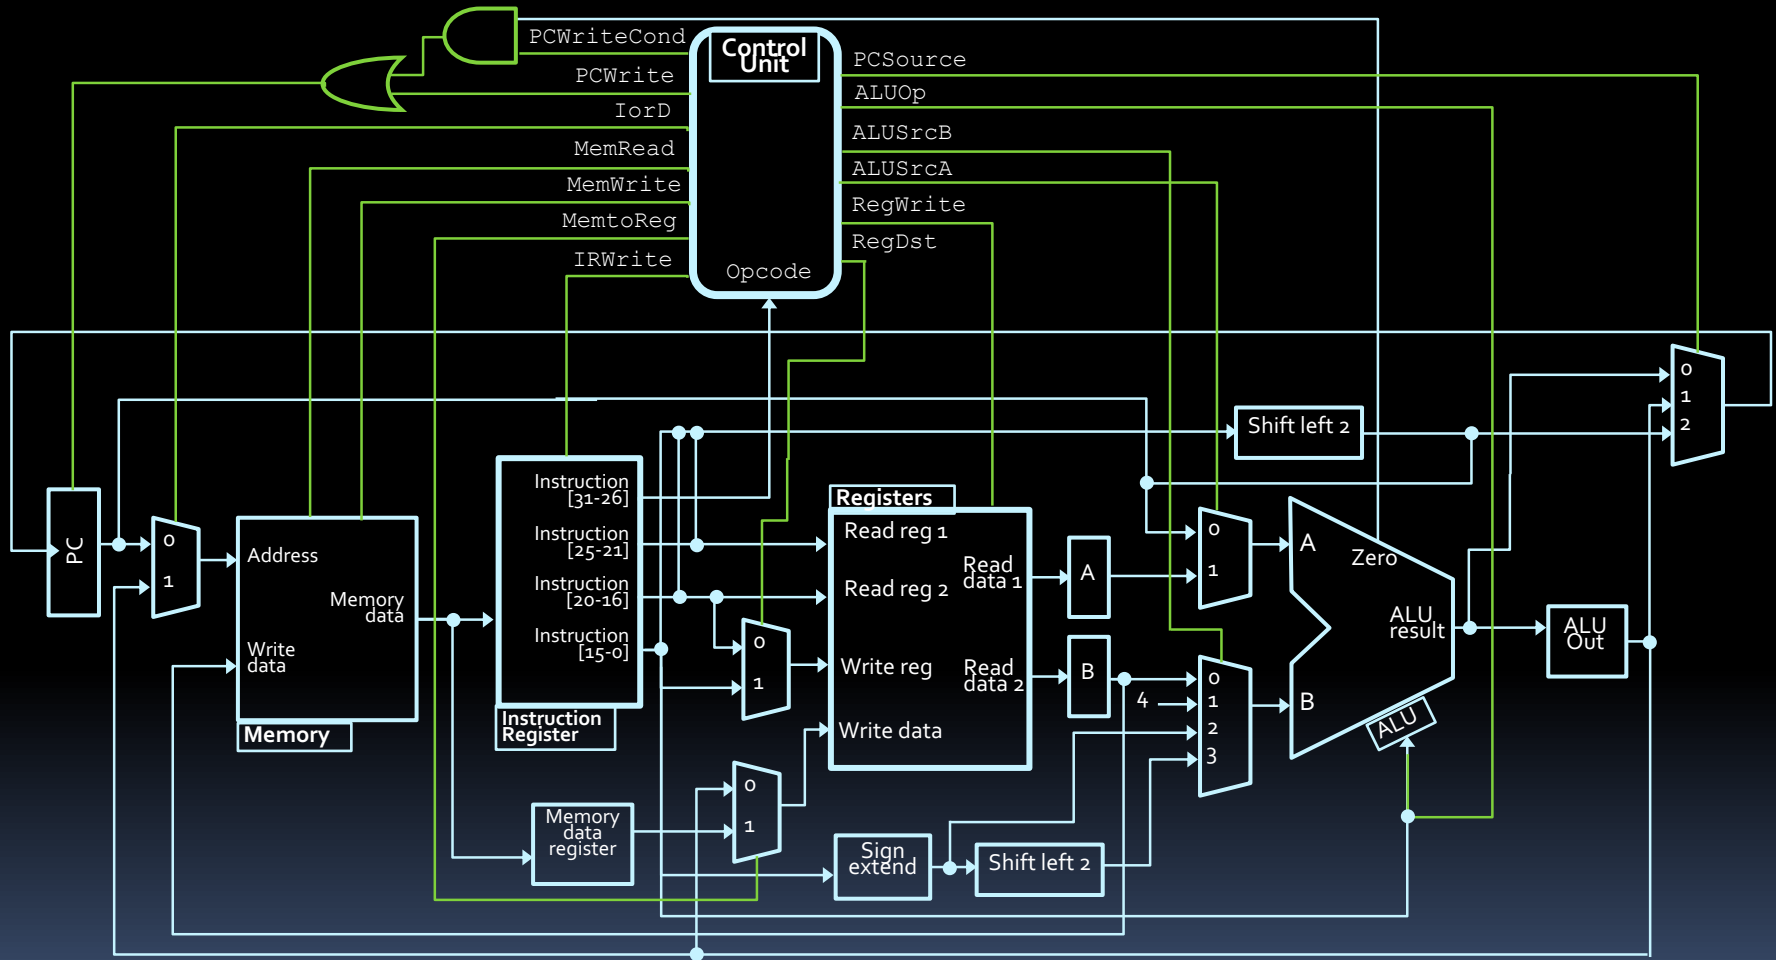 PCWriteCond
PCWrite
IorD
MemRead
MemWrite
MemtoReg
IRWrite
Control
Unit
Opcode
PCSource
ALUOp
ALUSrcB
ALUSrcA
RegWrite
RegDst
PC
0
1
Address
Memory
data
Write
data
Memory
Instruction
[31-26]
Instruction
[25-21]
Instruction
[20-16]
Instruction
[15-0]
Instruction
Register
0
1
Memory
data
register
0
1
Registers
Read reg 1
Read reg 2
Write reg
Write data
Read
data 1
Read
data 2
Sign
extend
Shift left 2
A
B
4
0
1
0
1
2
3
Shift left 2
A
B
Zero
ALU
result
ALU
ALU
Out
0
1
2